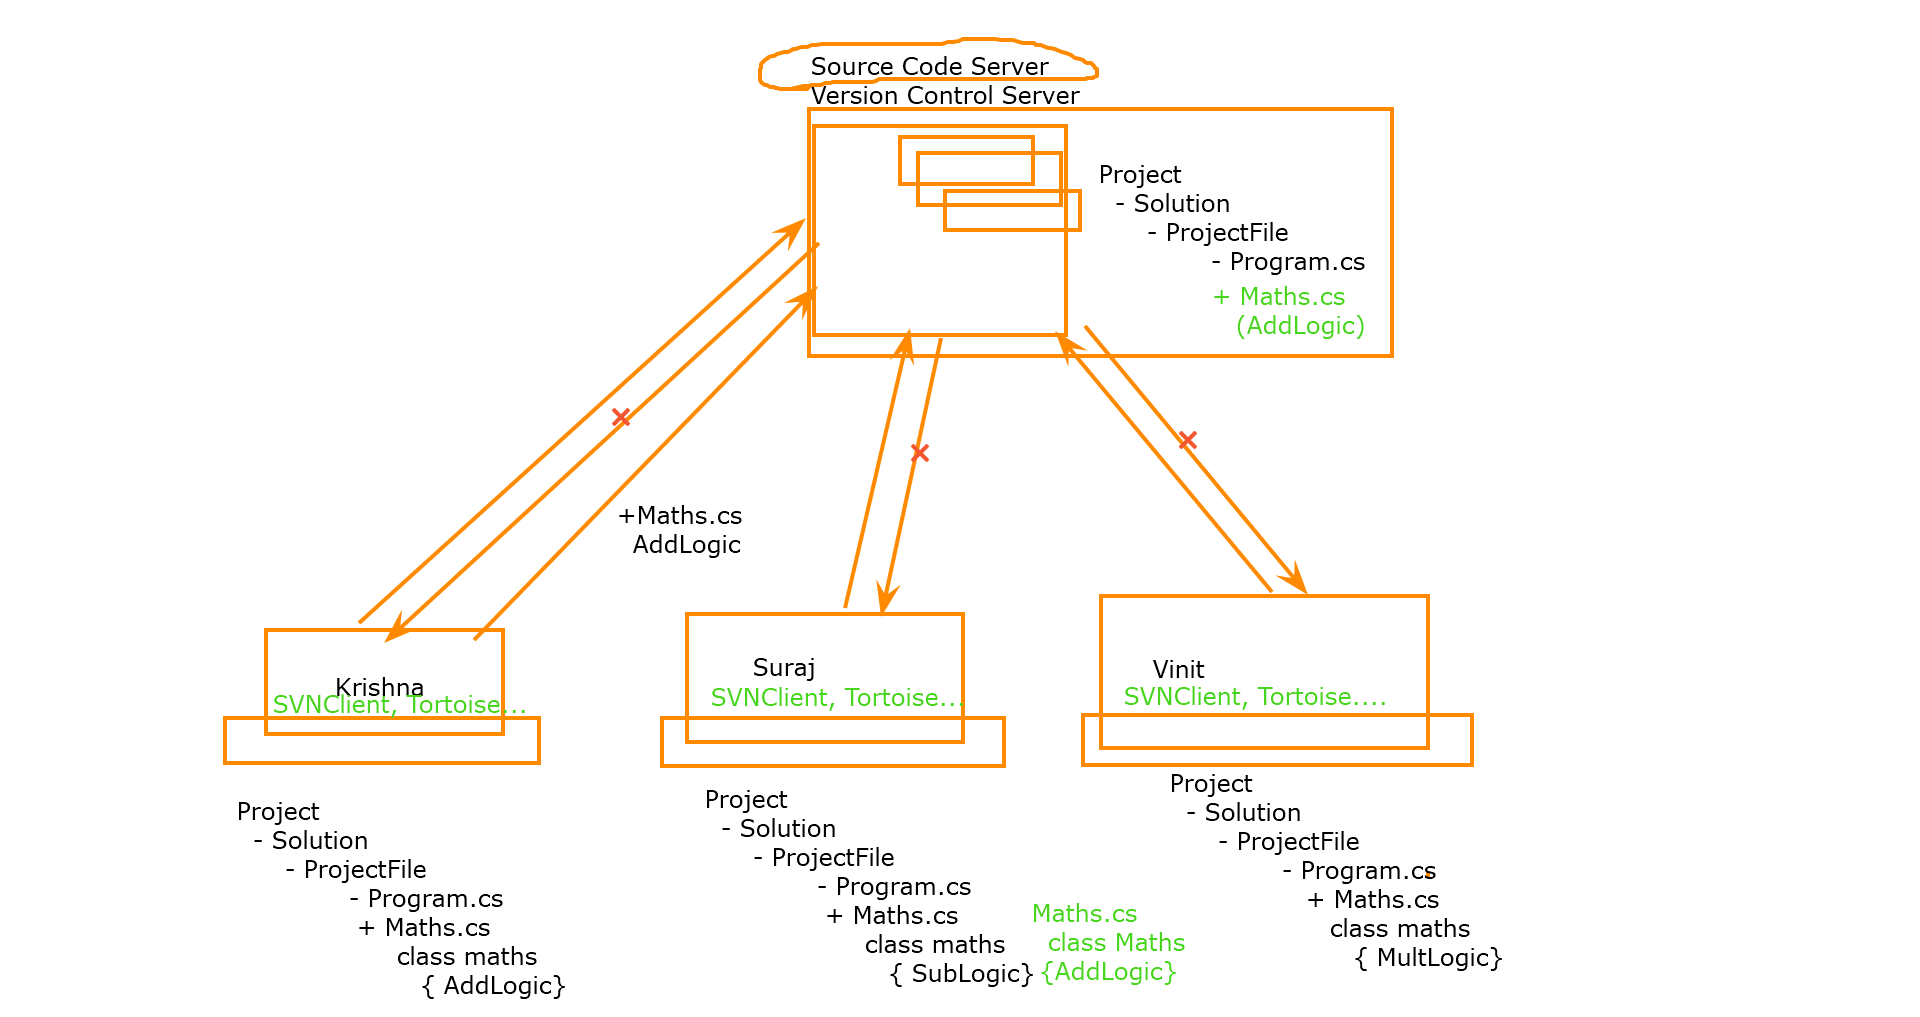 Source Code Server
Version Control Server
Project
- Solution
- ProjectFile
- Program.cs
+ Maths.cs
(AddLogic)
+Maths.cs
AddLogic
Krishna
SVNClient, Tortoise...
Suraj
SVNClient, Tortoise...
Vinit
SVNClient, Tortoise....
Project
- Solution
- ProjectFile
- Program.cs
+ Maths.cs
class maths
{ AddLogic}
Project
- Solution
- ProjectFile
- Program.cs
+ Maths.cs
class maths
{ SubLogic}
Maths.cs
class Maths
{AddLogic}
Project
- Solution
- ProjectFile
- Program.cs
+ Maths.cs
class maths
{ MultLogic}